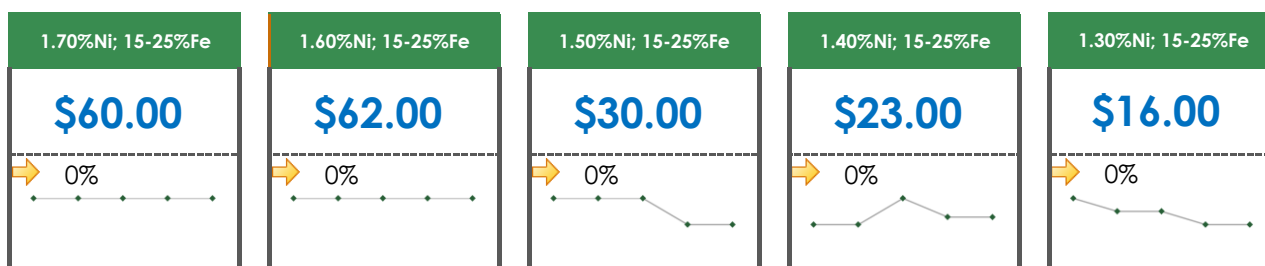 1.70%Ni; 15-25%Fe
$60.00
0%
1.60%Ni; 15-25%Fe
$62.00
0%
1.50%Ni; 15-25%Fe
$30.00
0%
1.40%Ni; 15-25%Fe
$23.00
0%
1.30%Ni; 15-25%Fe
$16.00
0%